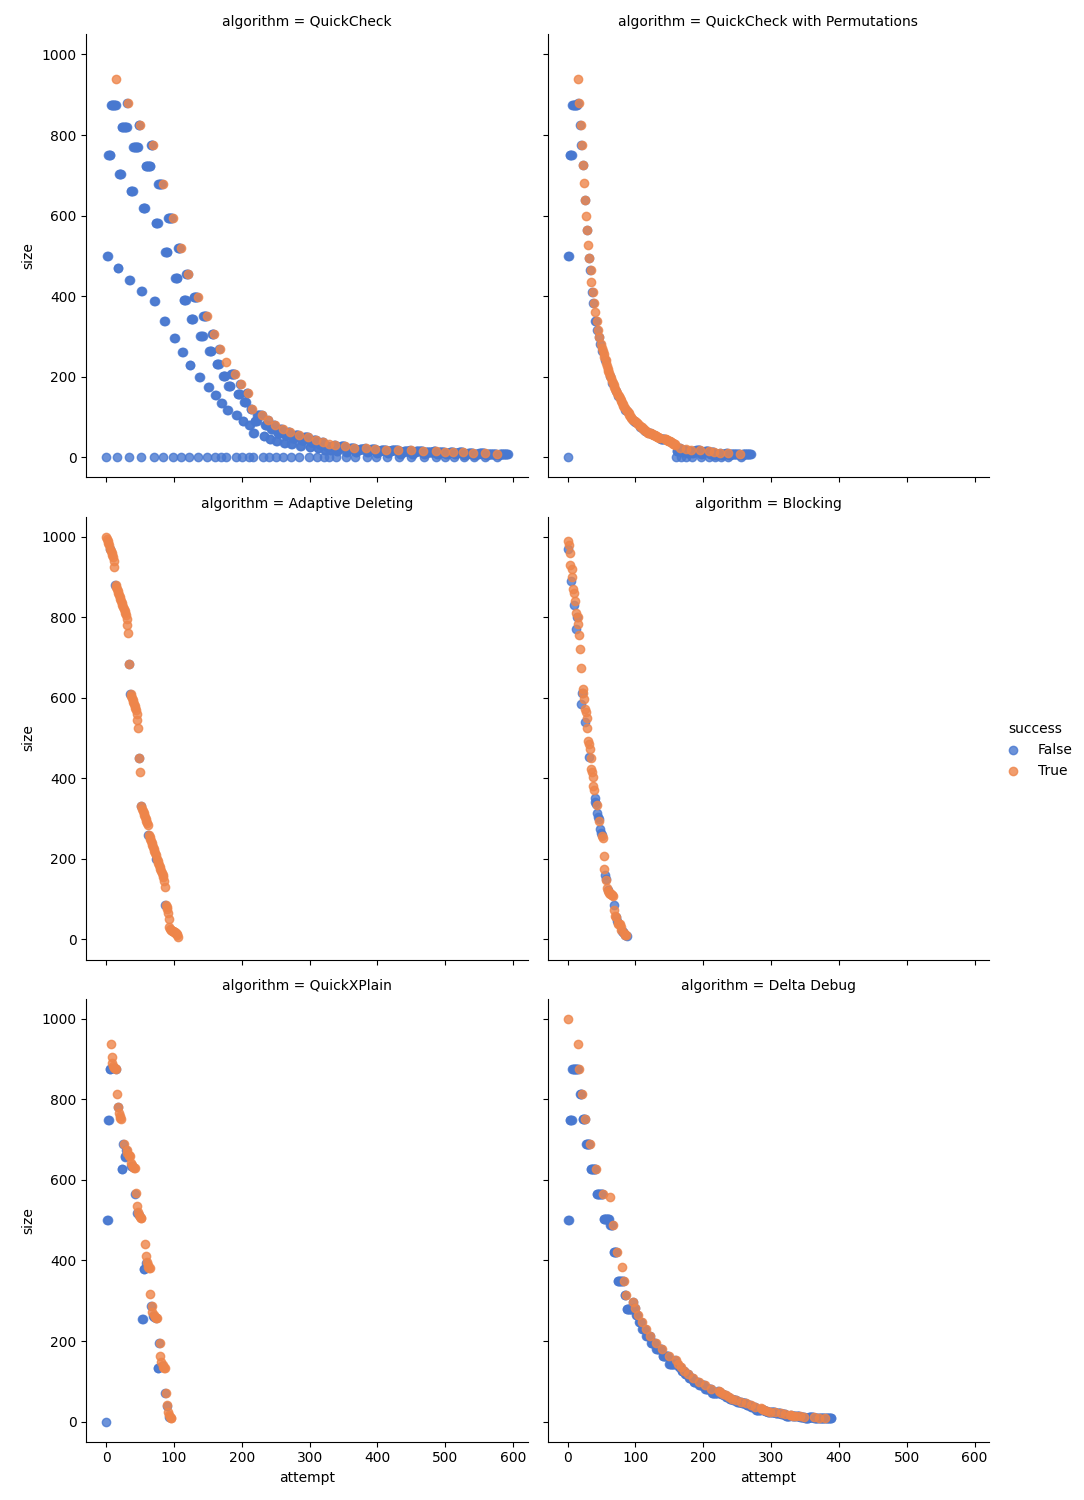 algorithm = QuickCheck
algorithm = QuickCheck with Permutations
1000
800
600
400
200
0
size
algorithm = Adaptive Deleting
algorithm = Blocking
1000
800
600
400
200
0
size
success
False
True
algorithm = QuickXPlain
algorithm = Delta Debug
1000
800
600
400
200
0
size
0 100 200 300 400 500 600
0 100 200 300 400 500 600
attempt
attempt